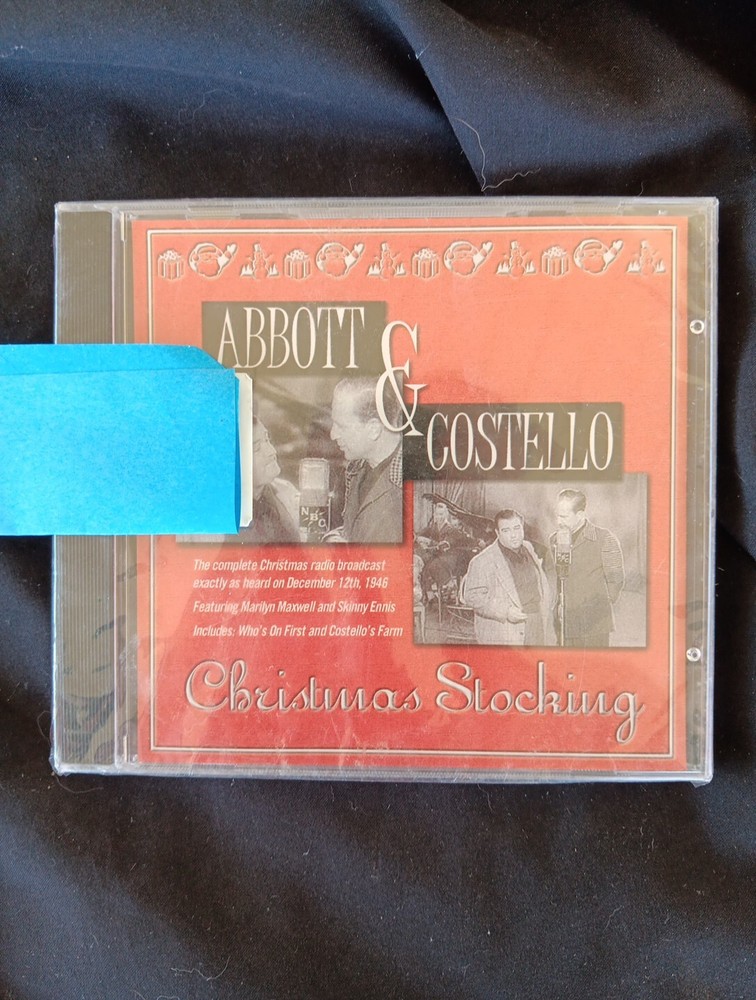 ABBOTT
&
COSTELLO
NBC
The complete Christmas radio broadcast
exactly as heard on December 12th, 1946
Featuring Marilyn Maxwell and Skinny Ennis
Includes: Who's On First and Costello's Farm
Christmas Stocking